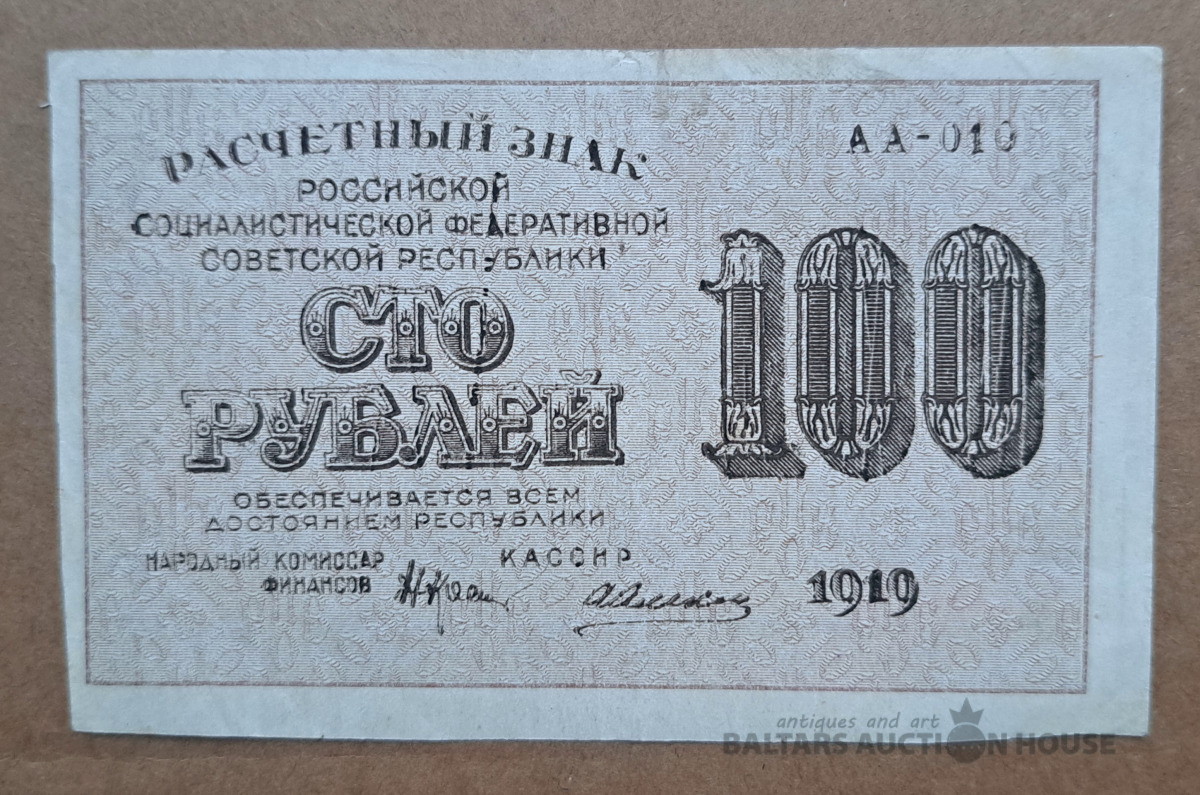 РАСЧЕТНЫЙ ЗНАК
АА-010
РОССИЙСКОЙ
СОЦИАЛИСТИЧЕСКОЙ ФЕДЕРАТИВНОЙ
СОВЕТСКОЙ РЕСПУБЛИКИ
СТО
РУБЛЕЙ
100
ОБЕСПЕЧИВАЕТСЯ ВСЕМ
ДОСТОЯНИЕМ РЕСПУБЛИКИ
НАРОДНЫЙ КОМИССАР
ФИНАНСОВ
КАССИР
1919
antiques and art
BALTARS AUCTION HOUSE